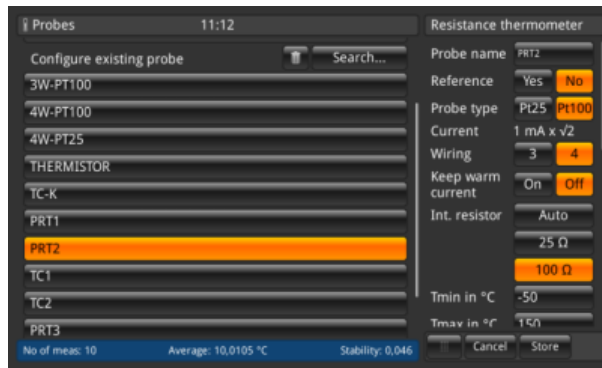 Probes 11:12
Configure existing probe Search...
3W-PT100
4W-PT100
4W-PT25
THERMISTOR
TC-K
PRT1
PRT2
TC1
TC2
PRT3
No of meas: 10 Average: 10,0105 °C Stability: 0,046
Resistance thermometer
Probe name PRT2
Reference Yes No
Probe type Pt25 Pt100
Current 1 mA x √2
Wiring 3 4
Keep warm
current On Off
Int. resistor Auto
25 Ω
100 Ω
Tmin in °C -50
Tmax in °C 150
Cancel Store